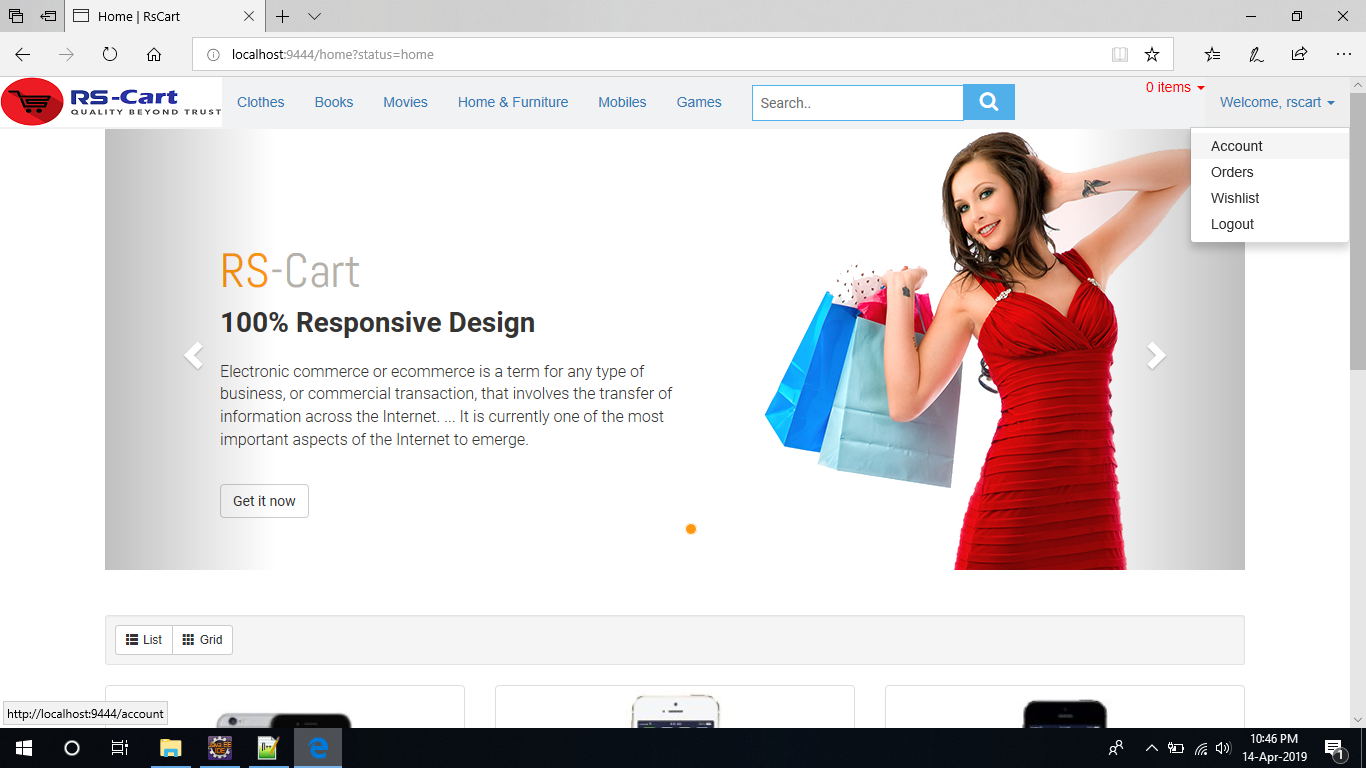 Home | RsCart
localhost:9444/home?status=home
RS-Cart
QUALITY BEYOND TRUST
Clothes Books Movies Home & Furniture Mobiles Games
Search..
0 items
Welcome, rscart
Account
Orders
Wishlist
Logout
RS-Cart
100% Responsive Design
Electronic commerce or ecommerce is a term for any type of
business, or commercial transaction, that involves the transfer of
information across the Internet. ... It is currently one of the most
important aspects of the Internet to emerge.
Get it now
List Grid
http://localhost:9444/account
10:46 PM
14-Apr-2019
1